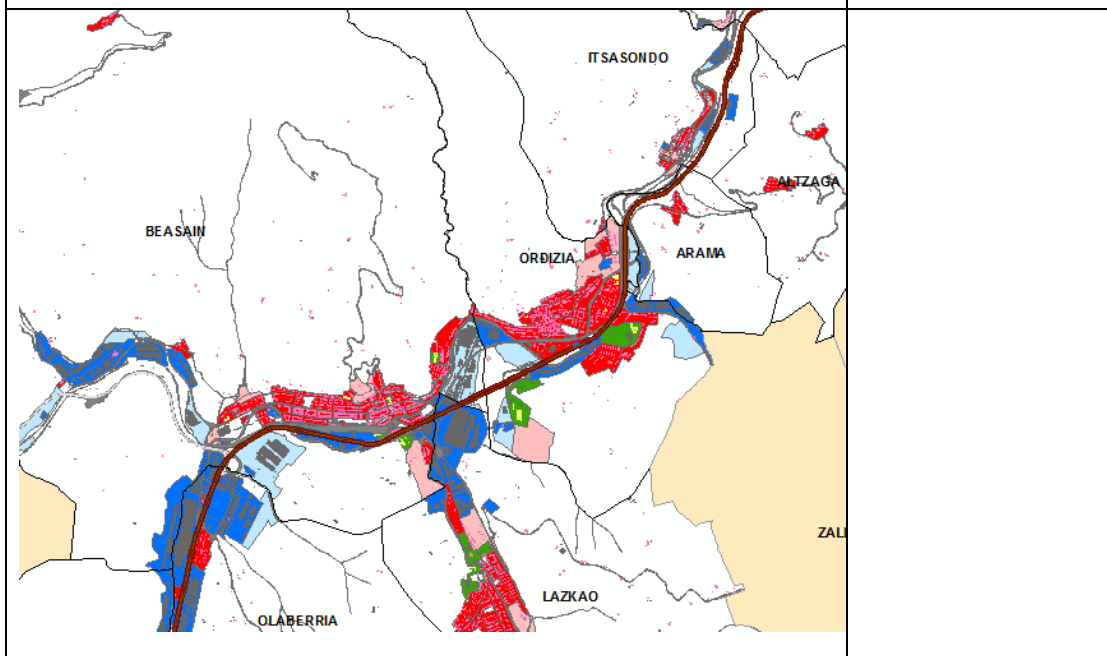 ITSASONDO
ALTZAGA
BEASAIN
ORDIZIA
ARAMA
ZAL
LAZKAO
OLABERRIA